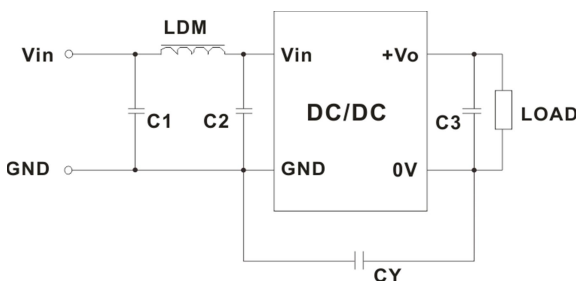 LDM
Vin
Vin
+Vo
C1
C2
DC/DC
C3
LOAD
GND
GND
0V
CY